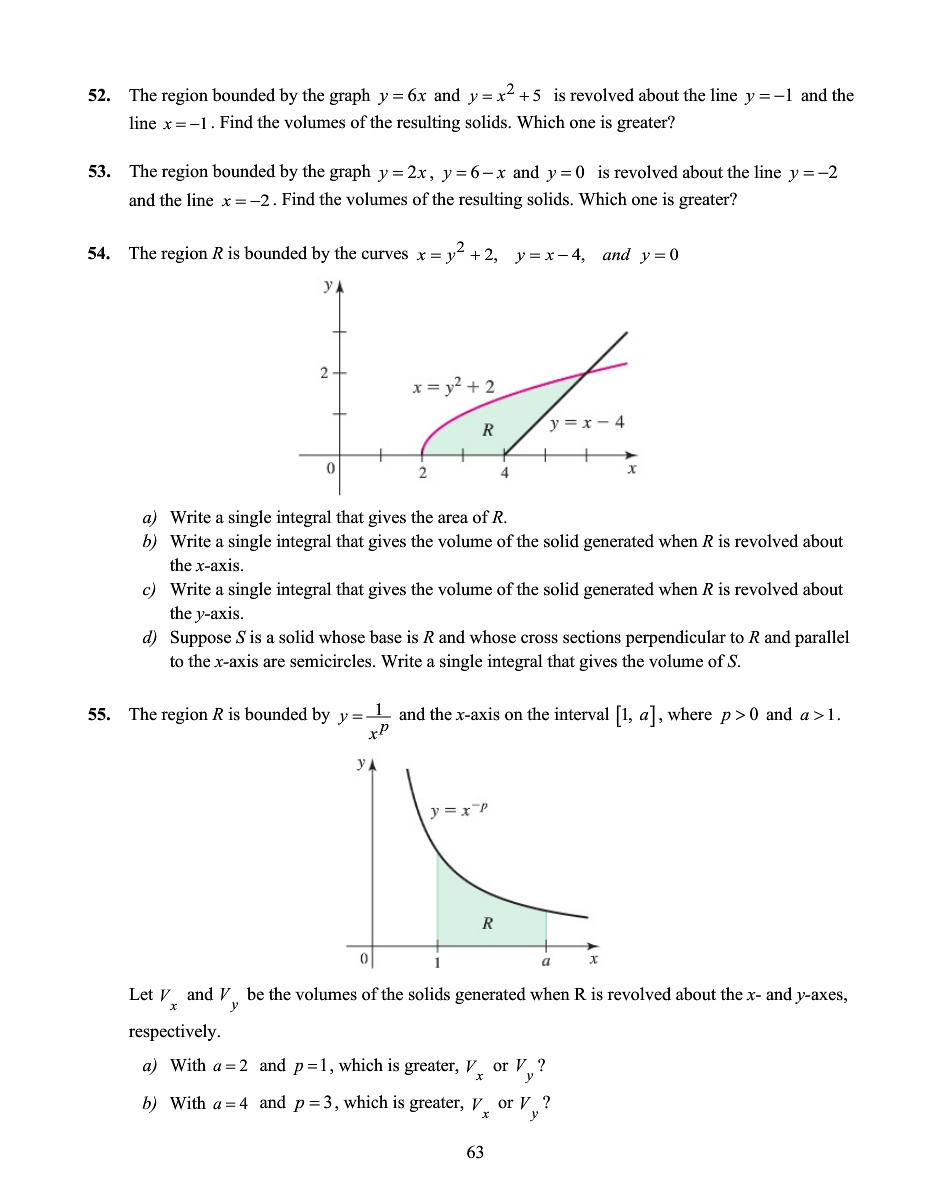 52. The region bounded by the graph y = 6x and y = x² + 5 is revolved about the line y = −1 and the
line x = −1. Find the volumes of the resulting solids. Which one is greater?
53. The region bounded by the graph y = 2x, y = 6 − x and y = 0 is revolved about the line y = −2
and the line x = −2. Find the volumes of the resulting solids. Which one is greater?
54. The region R is bounded by the curves x = y² + 2, y = x − 4, and y = 0
y
2
x = y² + 2
R
y = x − 4
0
2
4
x
a) Write a single integral that gives the area of R.
b) Write a single integral that gives the volume of the solid generated when R is revolved about
the x-axis.
c) Write a single integral that gives the volume of the solid generated when R is revolved about
the y-axis.
d) Suppose S is a solid whose base is R and whose cross sections perpendicular to R and parallel
to the x-axis are semicircles. Write a single integral that gives the volume of S.
55. The region R is bounded by y = 1/x^p and the x-axis on the interval [1, a], where p > 0 and a > 1.
y
y = x^−p
R
0
1
a
x
Let V_x and V_y be the volumes of the solids generated when R is revolved about the x- and y-axes,
respectively.
a) With a = 2 and p = 1, which is greater, V_x or V_y?
b) With a = 4 and p = 3, which is greater, V_x or V_y?
63